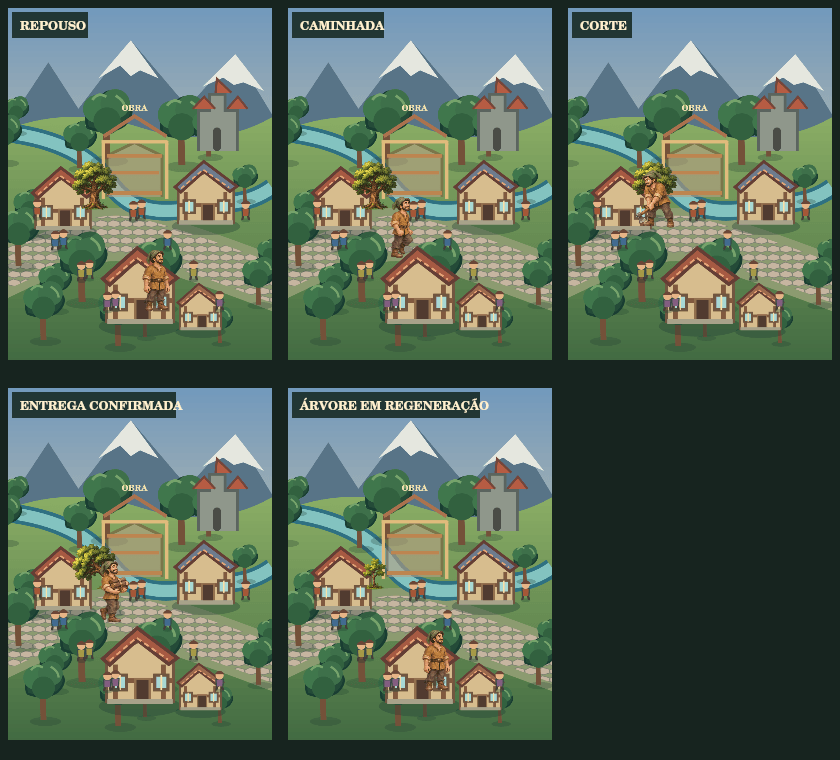 REPOUSO
CAMINHADA
CORTE
OBRA
OBRA
OBRA
ENTREGA CONFIRMADA
ÁRVORE EM REGENERAÇÃO
OBRA
OBRA